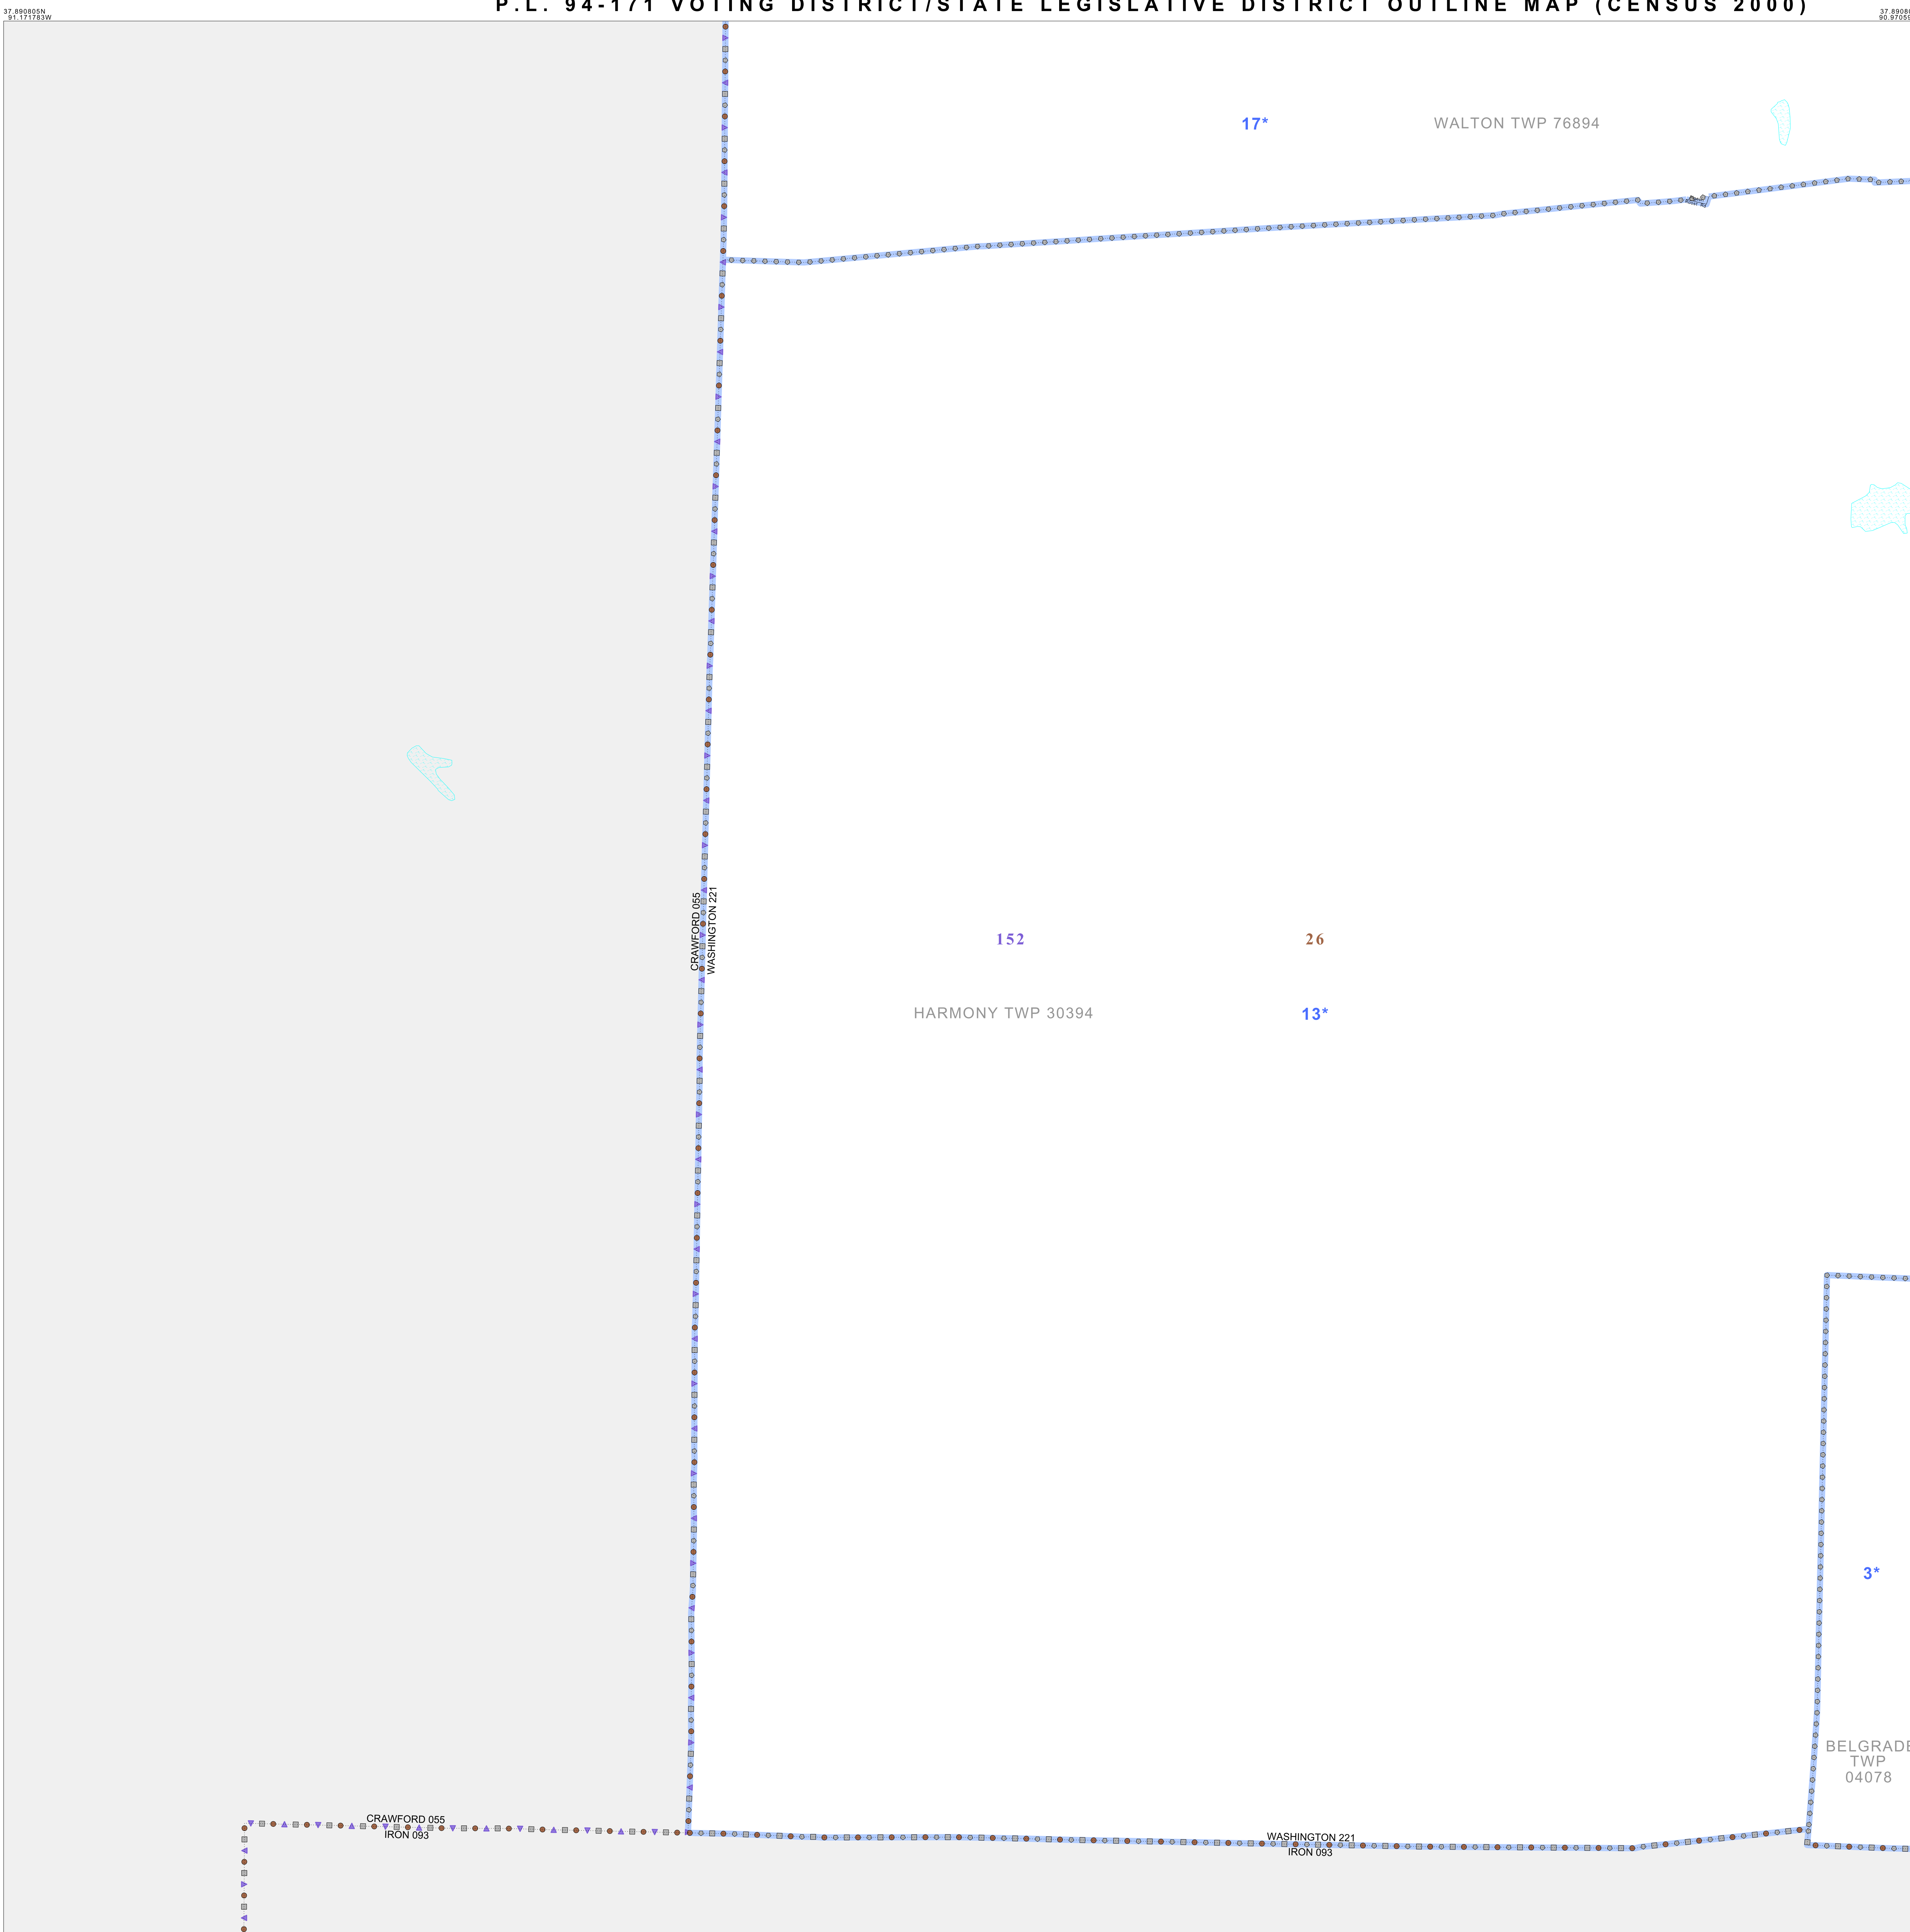 P.L. 94-171 VOTING DISTRICT/STATE LEGISLATIVE DISTRICT OUTLINE MAP (CENSUS 2000)
37.890805N
91.171783W
17*
WALTON TWP 76894
CRAWFORD 055
WASHINGTON 221
152
26
HARMONY TWP 30394
13*
3*
BELGRADE
TWP
04078
CRAWFORD 055
IRON 093
WASHINGTON 221
IRON 093